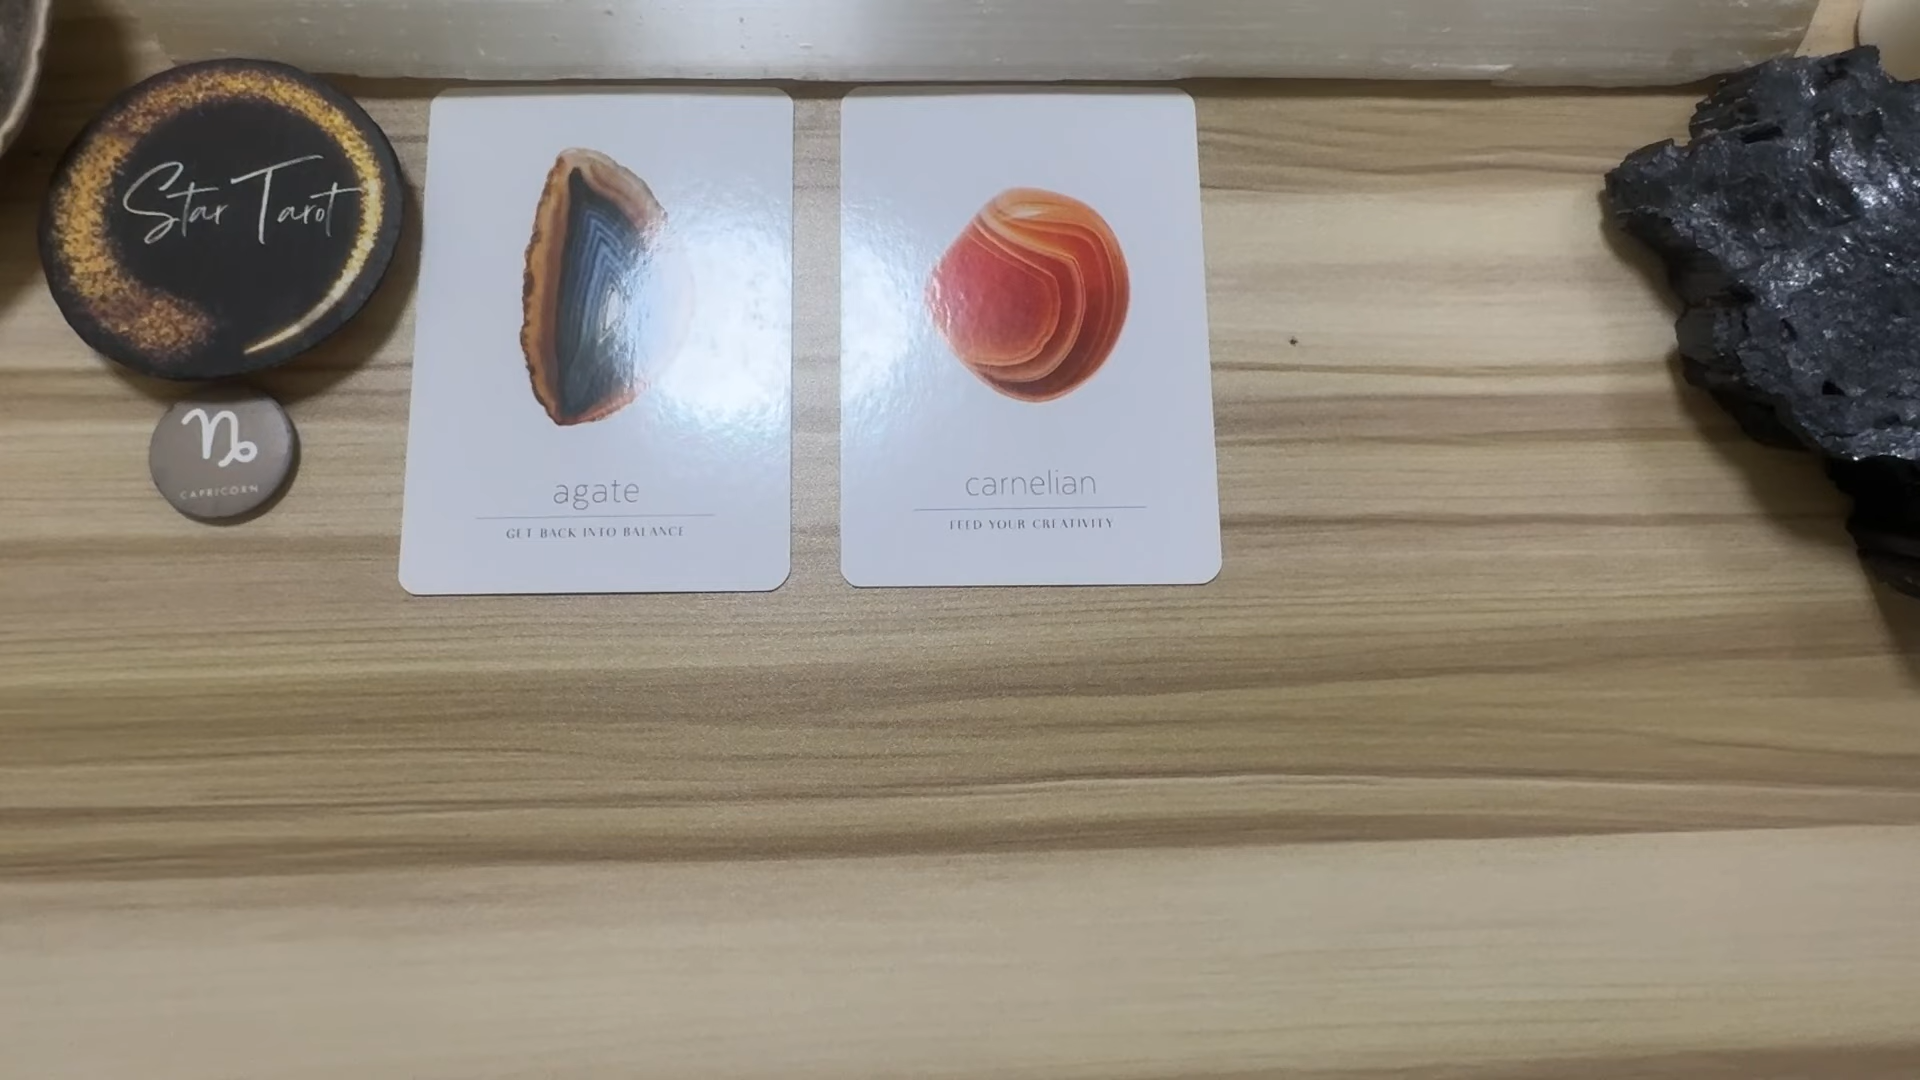 Star Tarot
CAPRICORN
agate
GET BACK INTO BALANCE
carnelian
FEED YOUR CREATIVITY